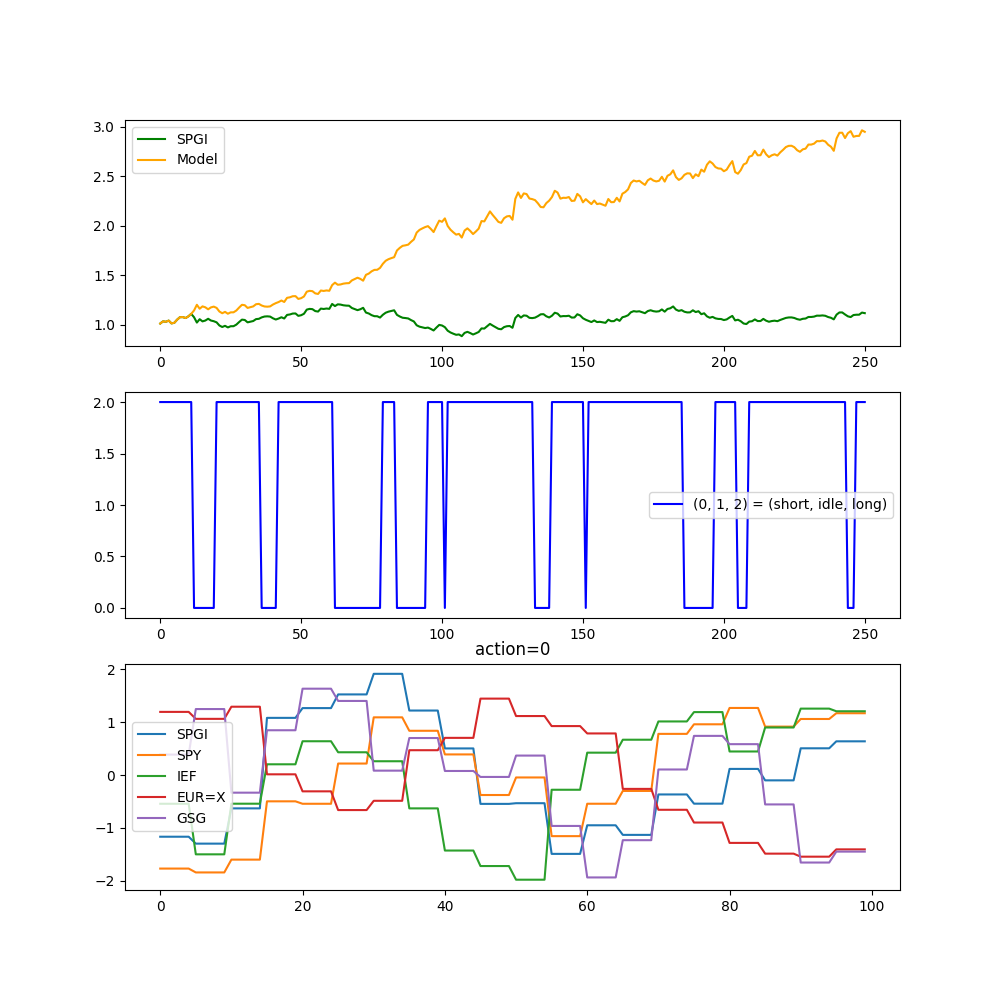 3.0
2.5
2.0
1.5
1.0
SPGI
Model
0 50 100 150 200 250
2.0
1.5
1.0
0.5
0.0
(0, 1, 2) = (short, idle, long)
0 50 100 150 200 250
action=0
2
1
0
−1
−2
SPGI
SPY
IEF
EUR=X
GSG
0 20 40 60 80 100